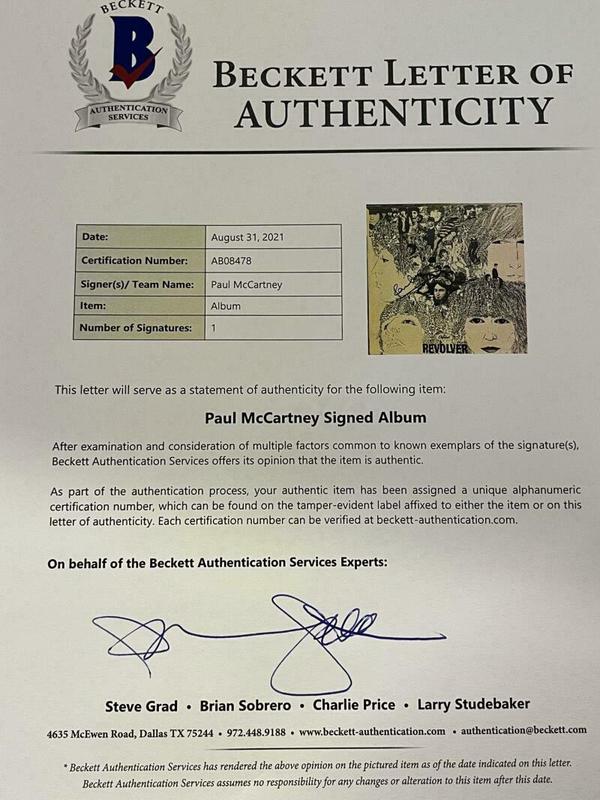 BECKETT
B
AUTHENTICATION
SERVICES
BECKETT LETTER OF
AUTHENTICITY
Date: August 31, 2021
Certification Number: AB08478
Signer(s)/ Team Name: Paul McCartney
Item: Album
Number of Signatures: 1
REVOLVER
This letter will serve as a statement of authenticity for the following item:
Paul McCartney Signed Album
After examination and consideration of multiple factors common to known exemplars of the signature(s),
Beckett Authentication Services offers its opinion that the item is authentic.
As part of the authentication process, your authentic item has been assigned a unique alphanumeric
certification number, which can be found on the tamper-evident label affixed to either the item or on this
letter of authenticity. Each certification number can be verified at beckett-authentication.com.
On behalf of the Beckett Authentication Services Experts:
Steve Grad • Brian Sobrero • Charlie Price • Larry Studebaker
4635 McEwen Road, Dallas TX 75244 • 972.448.9188 • www.beckett-authentication.com • authentication@beckett.com
* Beckett Authentication Services has rendered the above opinion on the pictured item as of the date indicated on this letter.
Beckett Authentication Services assumes no responsibility for any changes or alteration to this item after this date.